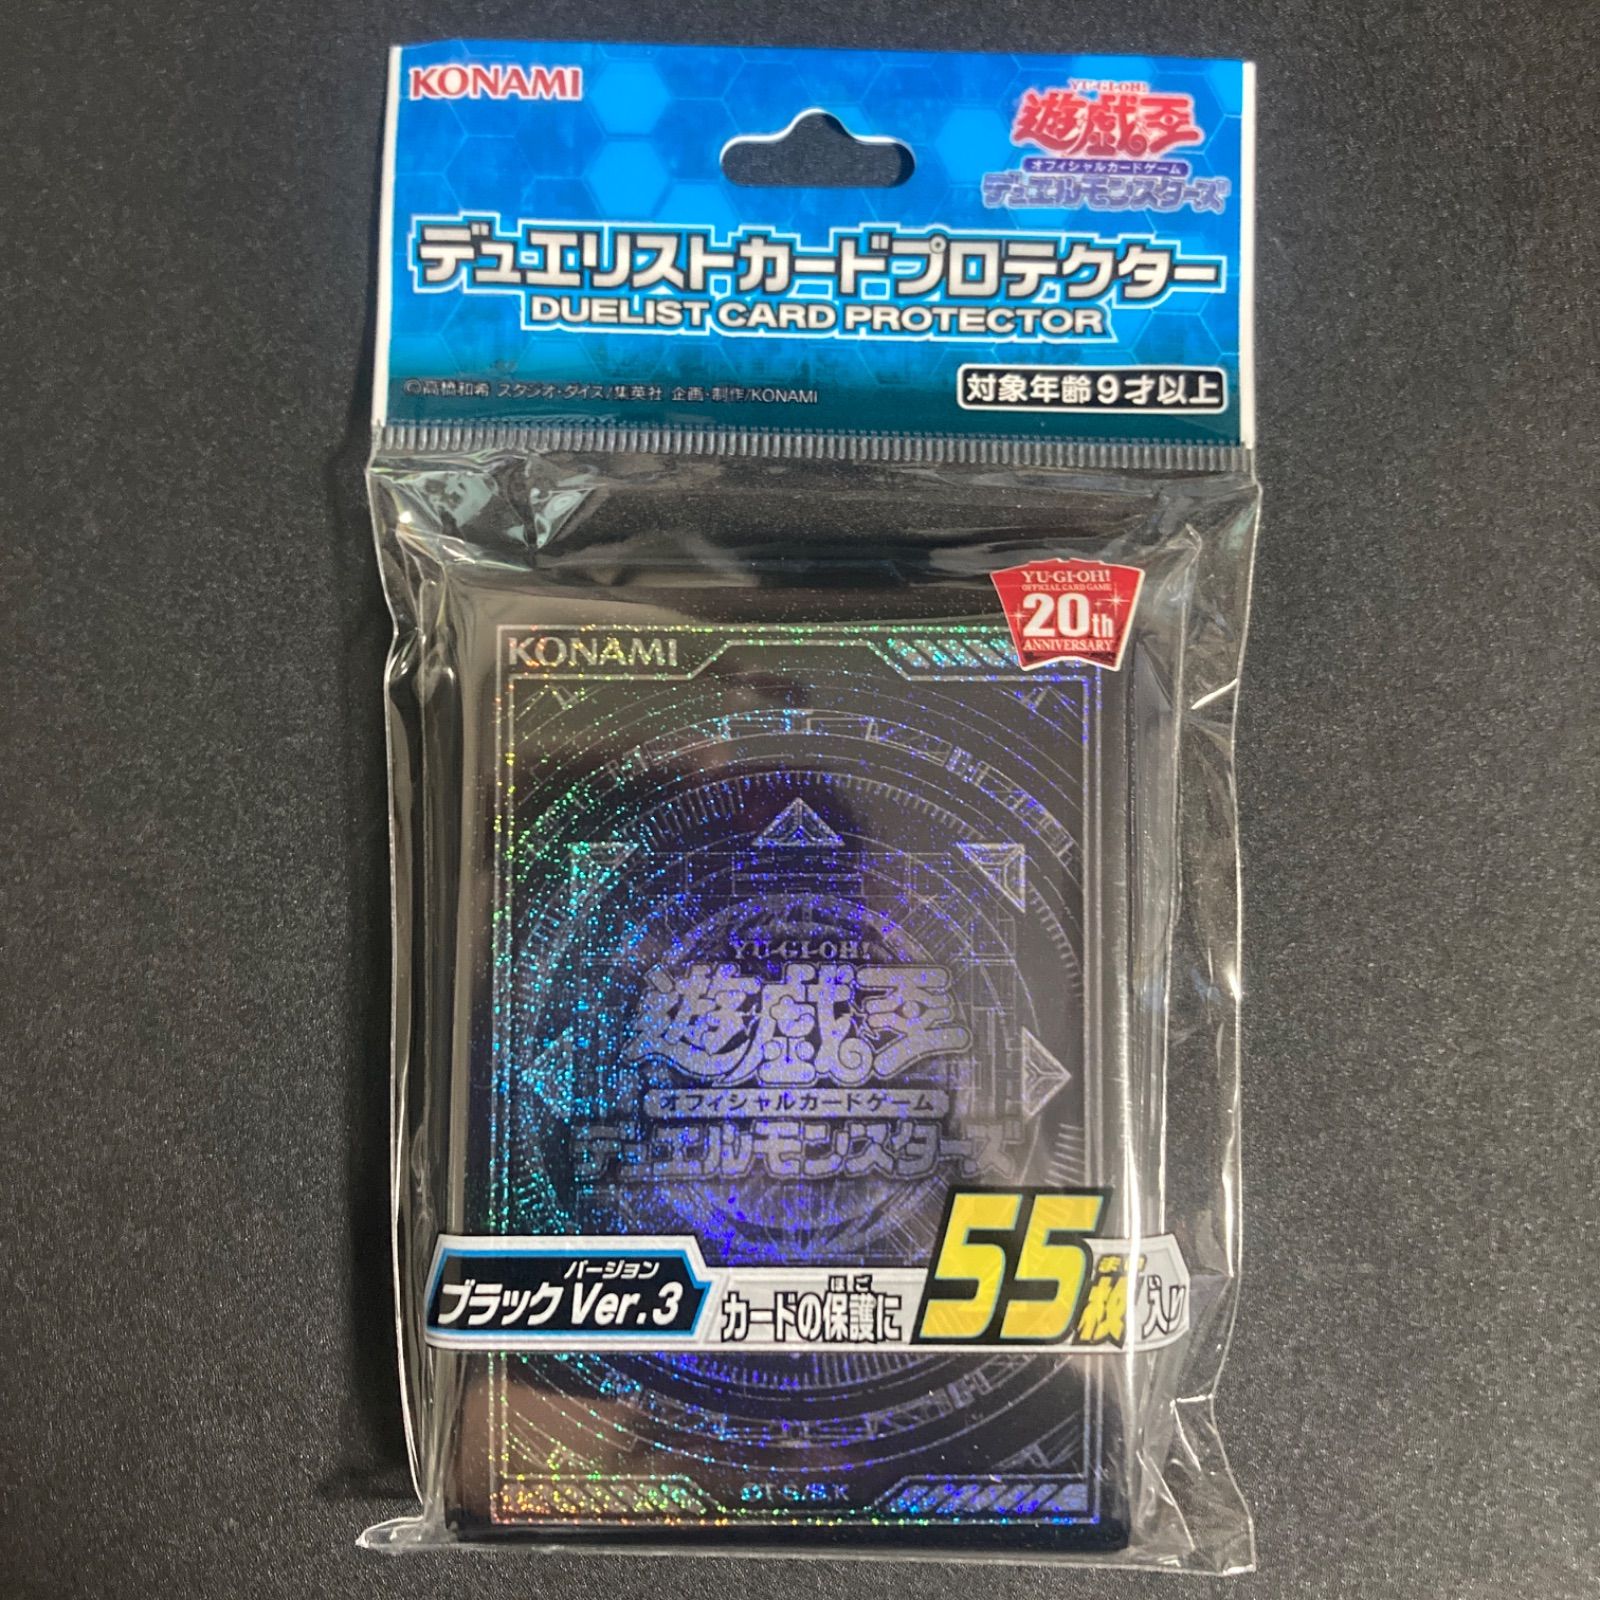 KONAMI
YU-GI-OH!
遊戯王
オフィシャルカードゲーム
デュエルモンスターズ
デュエリストカードプロテクター
DUELIST CARD PROTECTOR
©高橋和希 スタジオ・ダイス/集英社 企画・制作/KONAMI
対象年齢9才以上
YU-GI-OH!
OFFICIAL CARD GAME
20th
ANNIVERSARY
KONAMI
YU-GI-OH!
遊戯王
オフィシャルカードゲーム
デュエルモンスターズ
バージョン
ブラック Ver.3
ほご
カードの保護に
まい
55枚入り